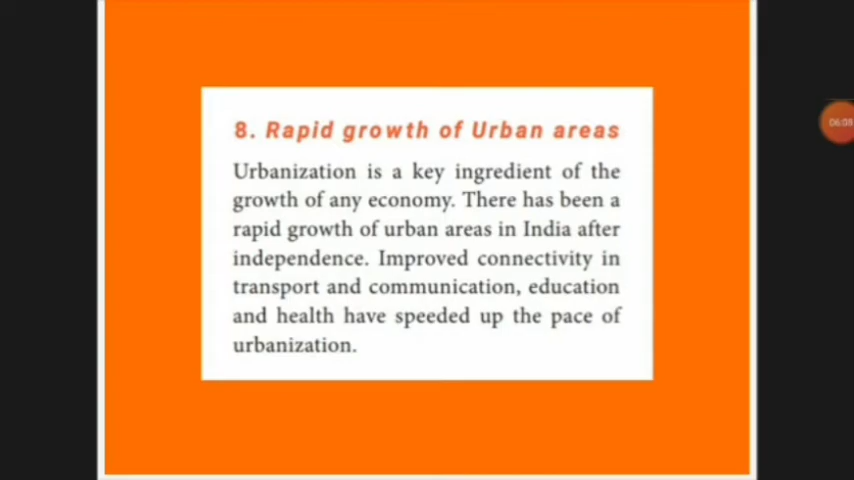 8. Rapid growth of Urban areas
Urbanization is a key ingredient of the
growth of any economy. There has been a
rapid growth of urban areas in India after
independence. Improved connectivity in
transport and communication, education
and health have speeded up the pace of
urbanization.
06:08